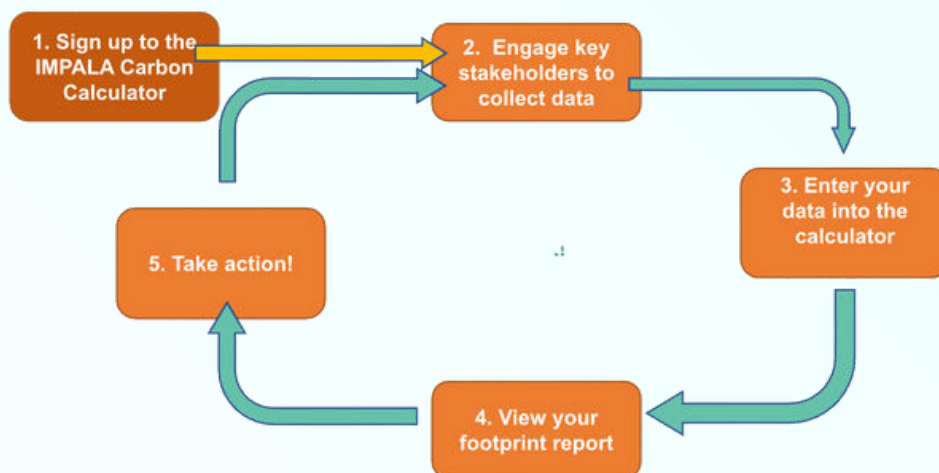 1. Sign up to the
IMPALA Carbon
Calculator
2. Engage key
stakeholders to
collect data
3. Enter your
data into the
calculator
4. View your
footprint report
5. Take action!